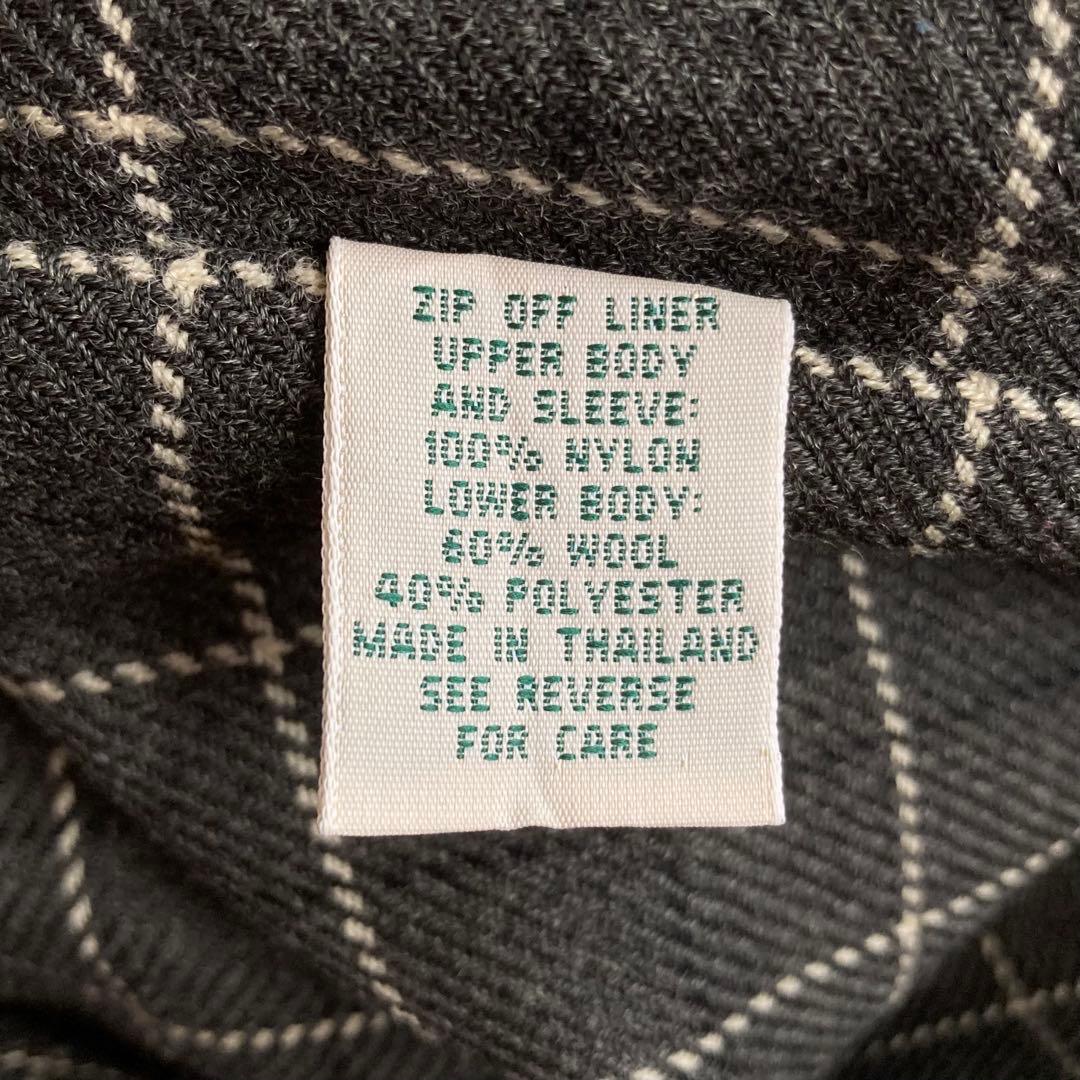 ZIP OFF LINER
UPPER BODY
AND SLEEVE:
100% NYLON
LOWER BODY:
60% WOOL
40% POLYESTER
MADE IN THAILAND
SEE REVERSE
FOR CARE